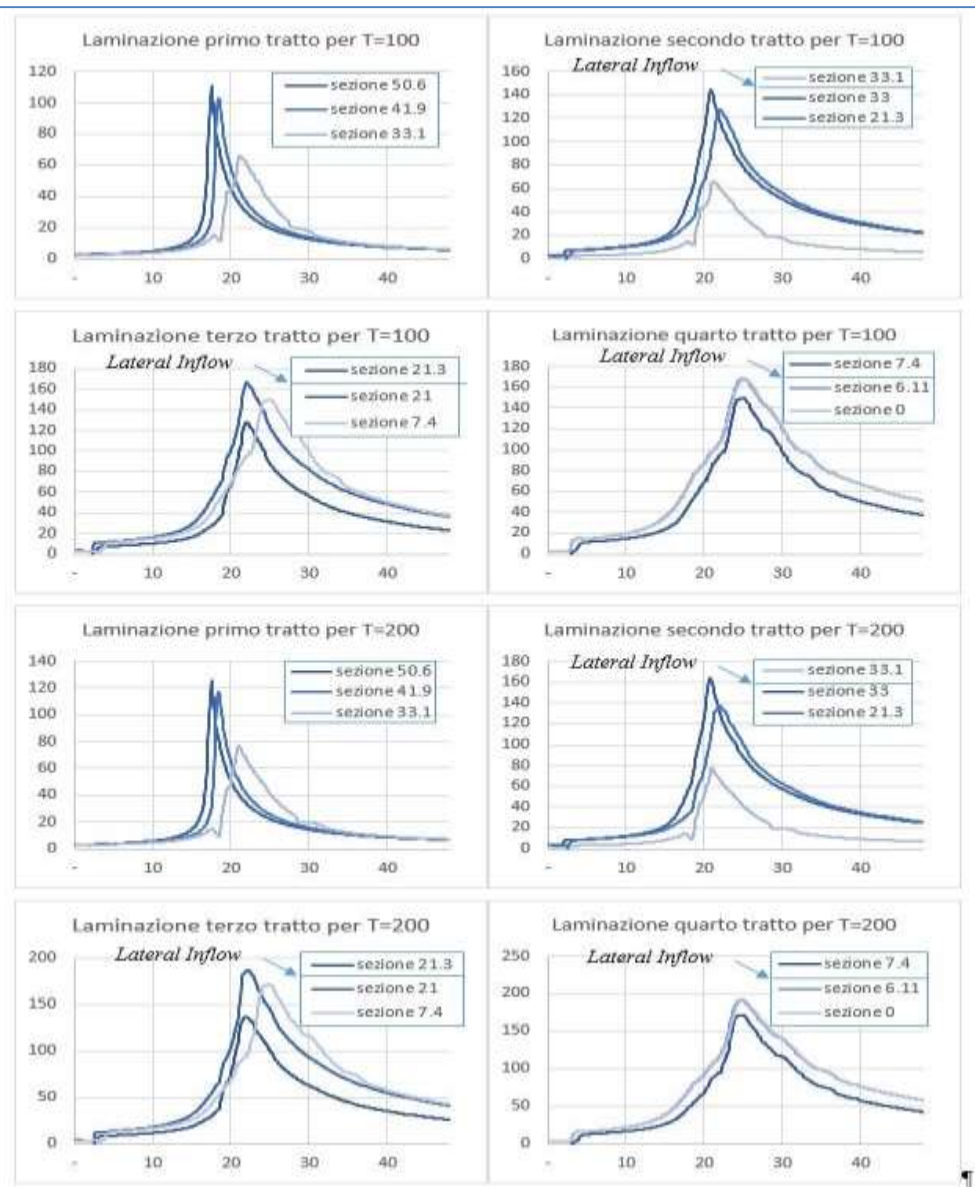 Laminazione primo tratto per T=100
120
100
80
60
40
20
0
-
10
20
30
40
sezione 50.6
sezione 41.9
sezione 33.1
Laminazione secondo tratto per T=100
Lateral Inflow
160
140
120
100
80
60
40
20
0
-
10
20
30
40
sezione 33.1
sezione 33
sezione 21.3
Laminazione terzo tratto per T=100
Lateral Inflow
180
160
140
120
100
80
60
40
20
0
-
10
20
30
40
sezione 21.3
sezione 21
sezione 7.4
Laminazione quarto tratto per T=100
Lateral Inflow
180
160
140
120
100
80
60
40
20
0
-
10
20
30
40
sezione 7.4
sezione 6.11
sezione 0
Laminazione primo tratto per T=200
140
120
100
80
60
40
20
0
-
10
20
30
40
sezione 50.6
sezione 41.9
sezione 33.1
Laminazione secondo tratto per T=200
Lateral Inflow
180
160
140
120
100
80
60
40
20
0
-
10
20
30
40
sezione 33.1
sezione 33
sezione 21.3
Laminazione terzo tratto per T=200
Lateral Inflow
200
150
100
50
0
-
10
20
30
40
sezione 21.3
sezione 21
sezione 7.4
Laminazione quarto tratto per T=200
Lateral Inflow
250
200
150
100
50
0
-
10
20
30
40
sezione 7.4
sezione 6.11
sezione 0
¶